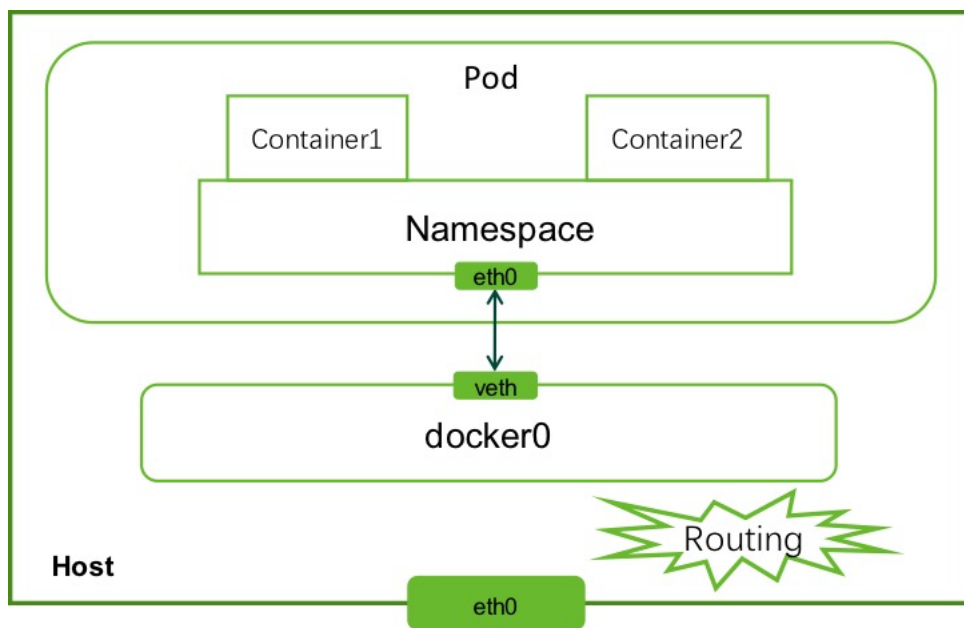 Pod
Container1
Container2
Namespace
eth0
veth
docker0
Routing
Host
eth0